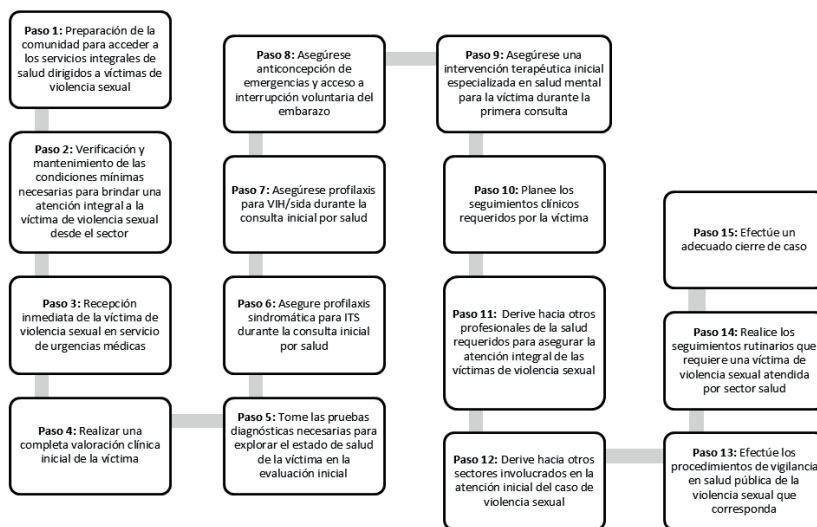 Paso 1: Preparación de la
comunidad para acceder a
los servicios integrales de
salud dirigidos a víctimas de
violencia sexual
Paso 2: Verificación y
mantenimiento de las
condiciones mínimas
necesarias para brindar una
atención integral a la
víctima de violencia sexual
desde el sector
Paso 3: Recepción
inmediata de la víctima de
violencia sexual en servicio
de urgencias médicas
Paso 4: Realizar una
completa valoración clínica
inicial de la víctima
Paso 5: Tome las pruebas
diagnósticas necesarias para
explorar el estado de salud
de la víctima en la
evaluación inicial
Paso 6: Asegure profilaxis
sindromática para ITS
durante la consulta inicial
por salud
Paso 7: Asegúrese profilaxis
para VIH/sida durante la
consulta inicial por salud
Paso 8: Asegúrese
anticoncepción de
emergencias y acceso a
interrupción voluntaria del
embarazo
Paso 9: Asegúrese una
intervención terapéutica inicial
especializada en salud mental
para la víctima durante la
primera consulta
Paso 10: Planee los
seguimientos clínicos
requeridos por la víctima
Paso 11: Derive hacia otros
profesionales de la salud
requeridos para asegurar la
atención integral de las
víctimas de violencia sexual
Paso 12: Derive hacia otros
sectores involucrados en la
atención inicial del caso de
violencia sexual
Paso 13: Efectúe los
procedimientos de vigilancia
en salud pública de la
violencia sexual que
corresponda
Paso 14: Realice los
seguimientos rutinarios que
requiere una víctima de
violencia sexual atendida
por sector salud
Paso 15: Efectúe un
adecuado cierre de caso